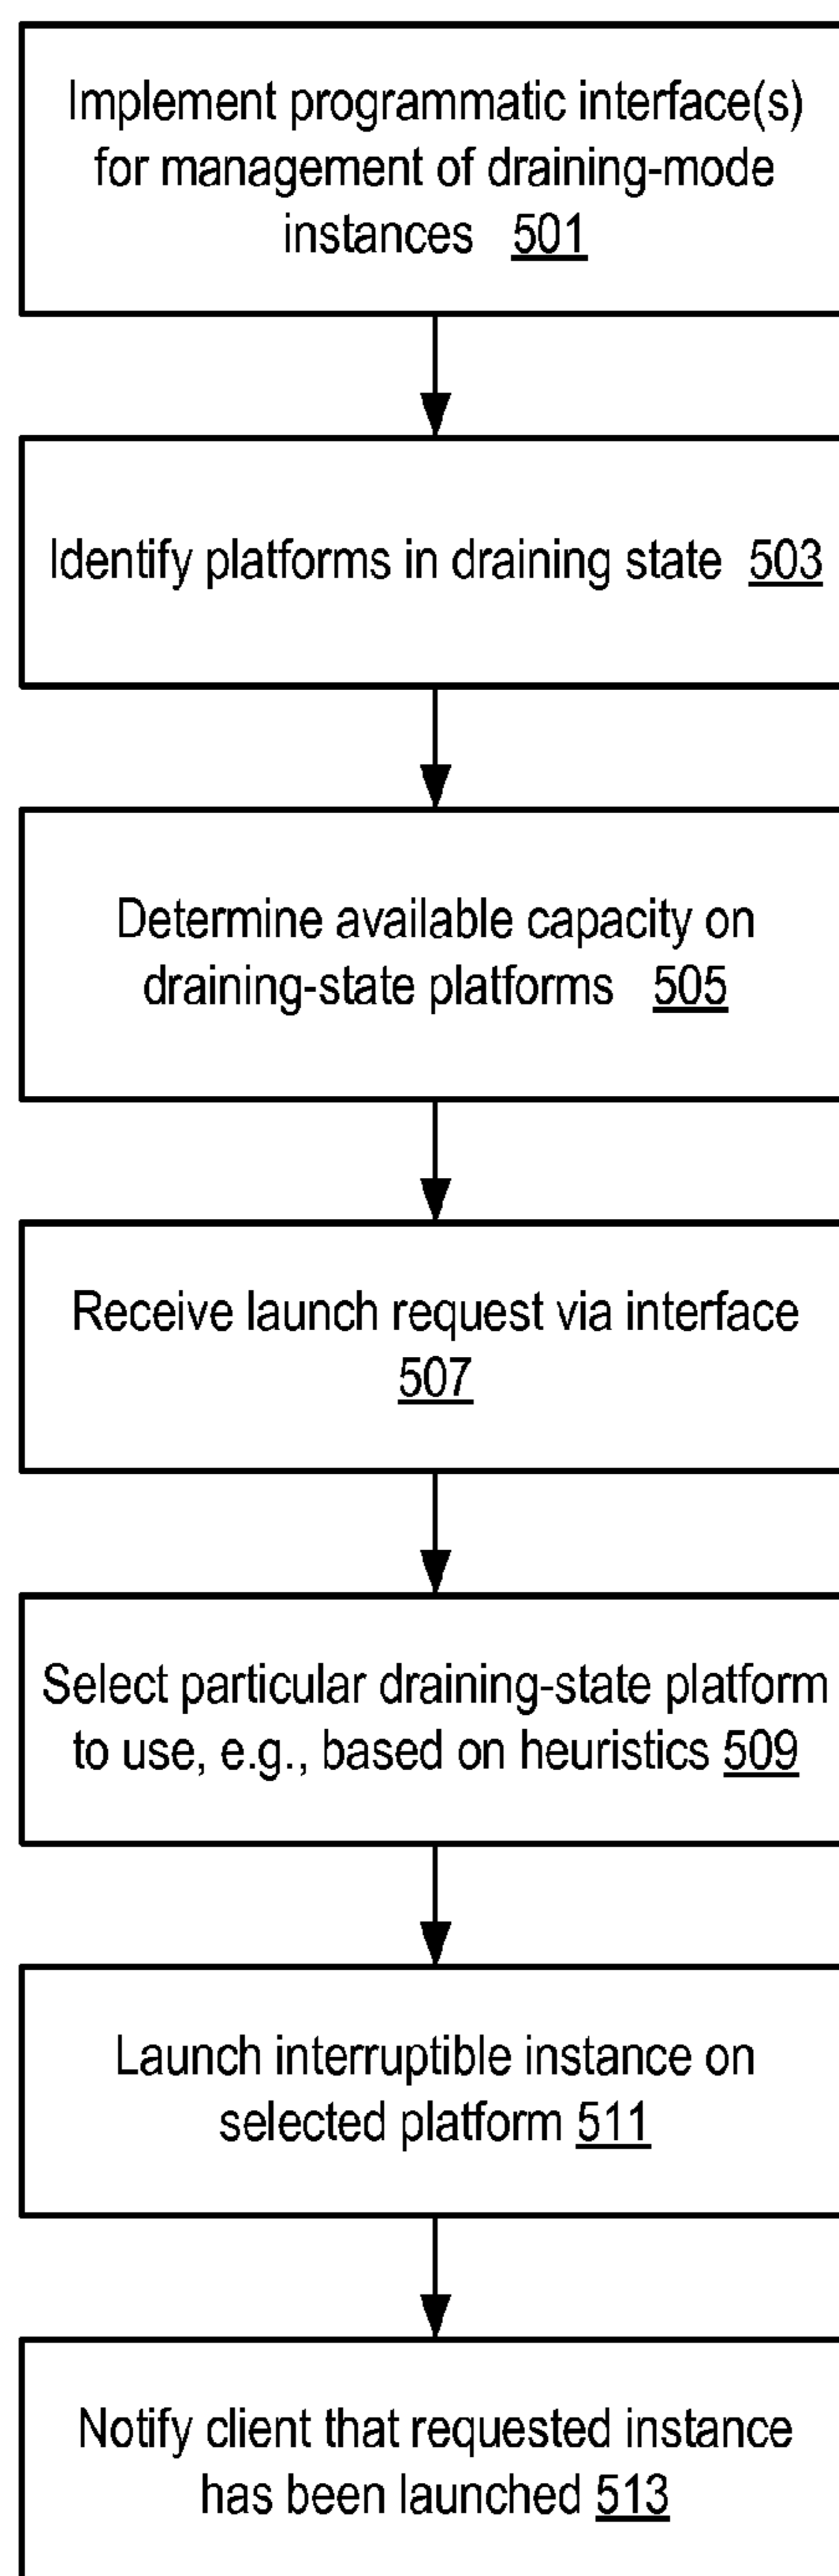 Implement programmatic interface(s)
for management of draining-mode
instances 501
Identify platforms in draining state 503
Determine available capacity on
draining-state platforms 505
Receive launch request via interface
507
Select particular draining-state platform
to use, e.g., based on heuristics 509
Launch interruptible instance on
selected platform 511
Notify client that requested instance
has been launched 513